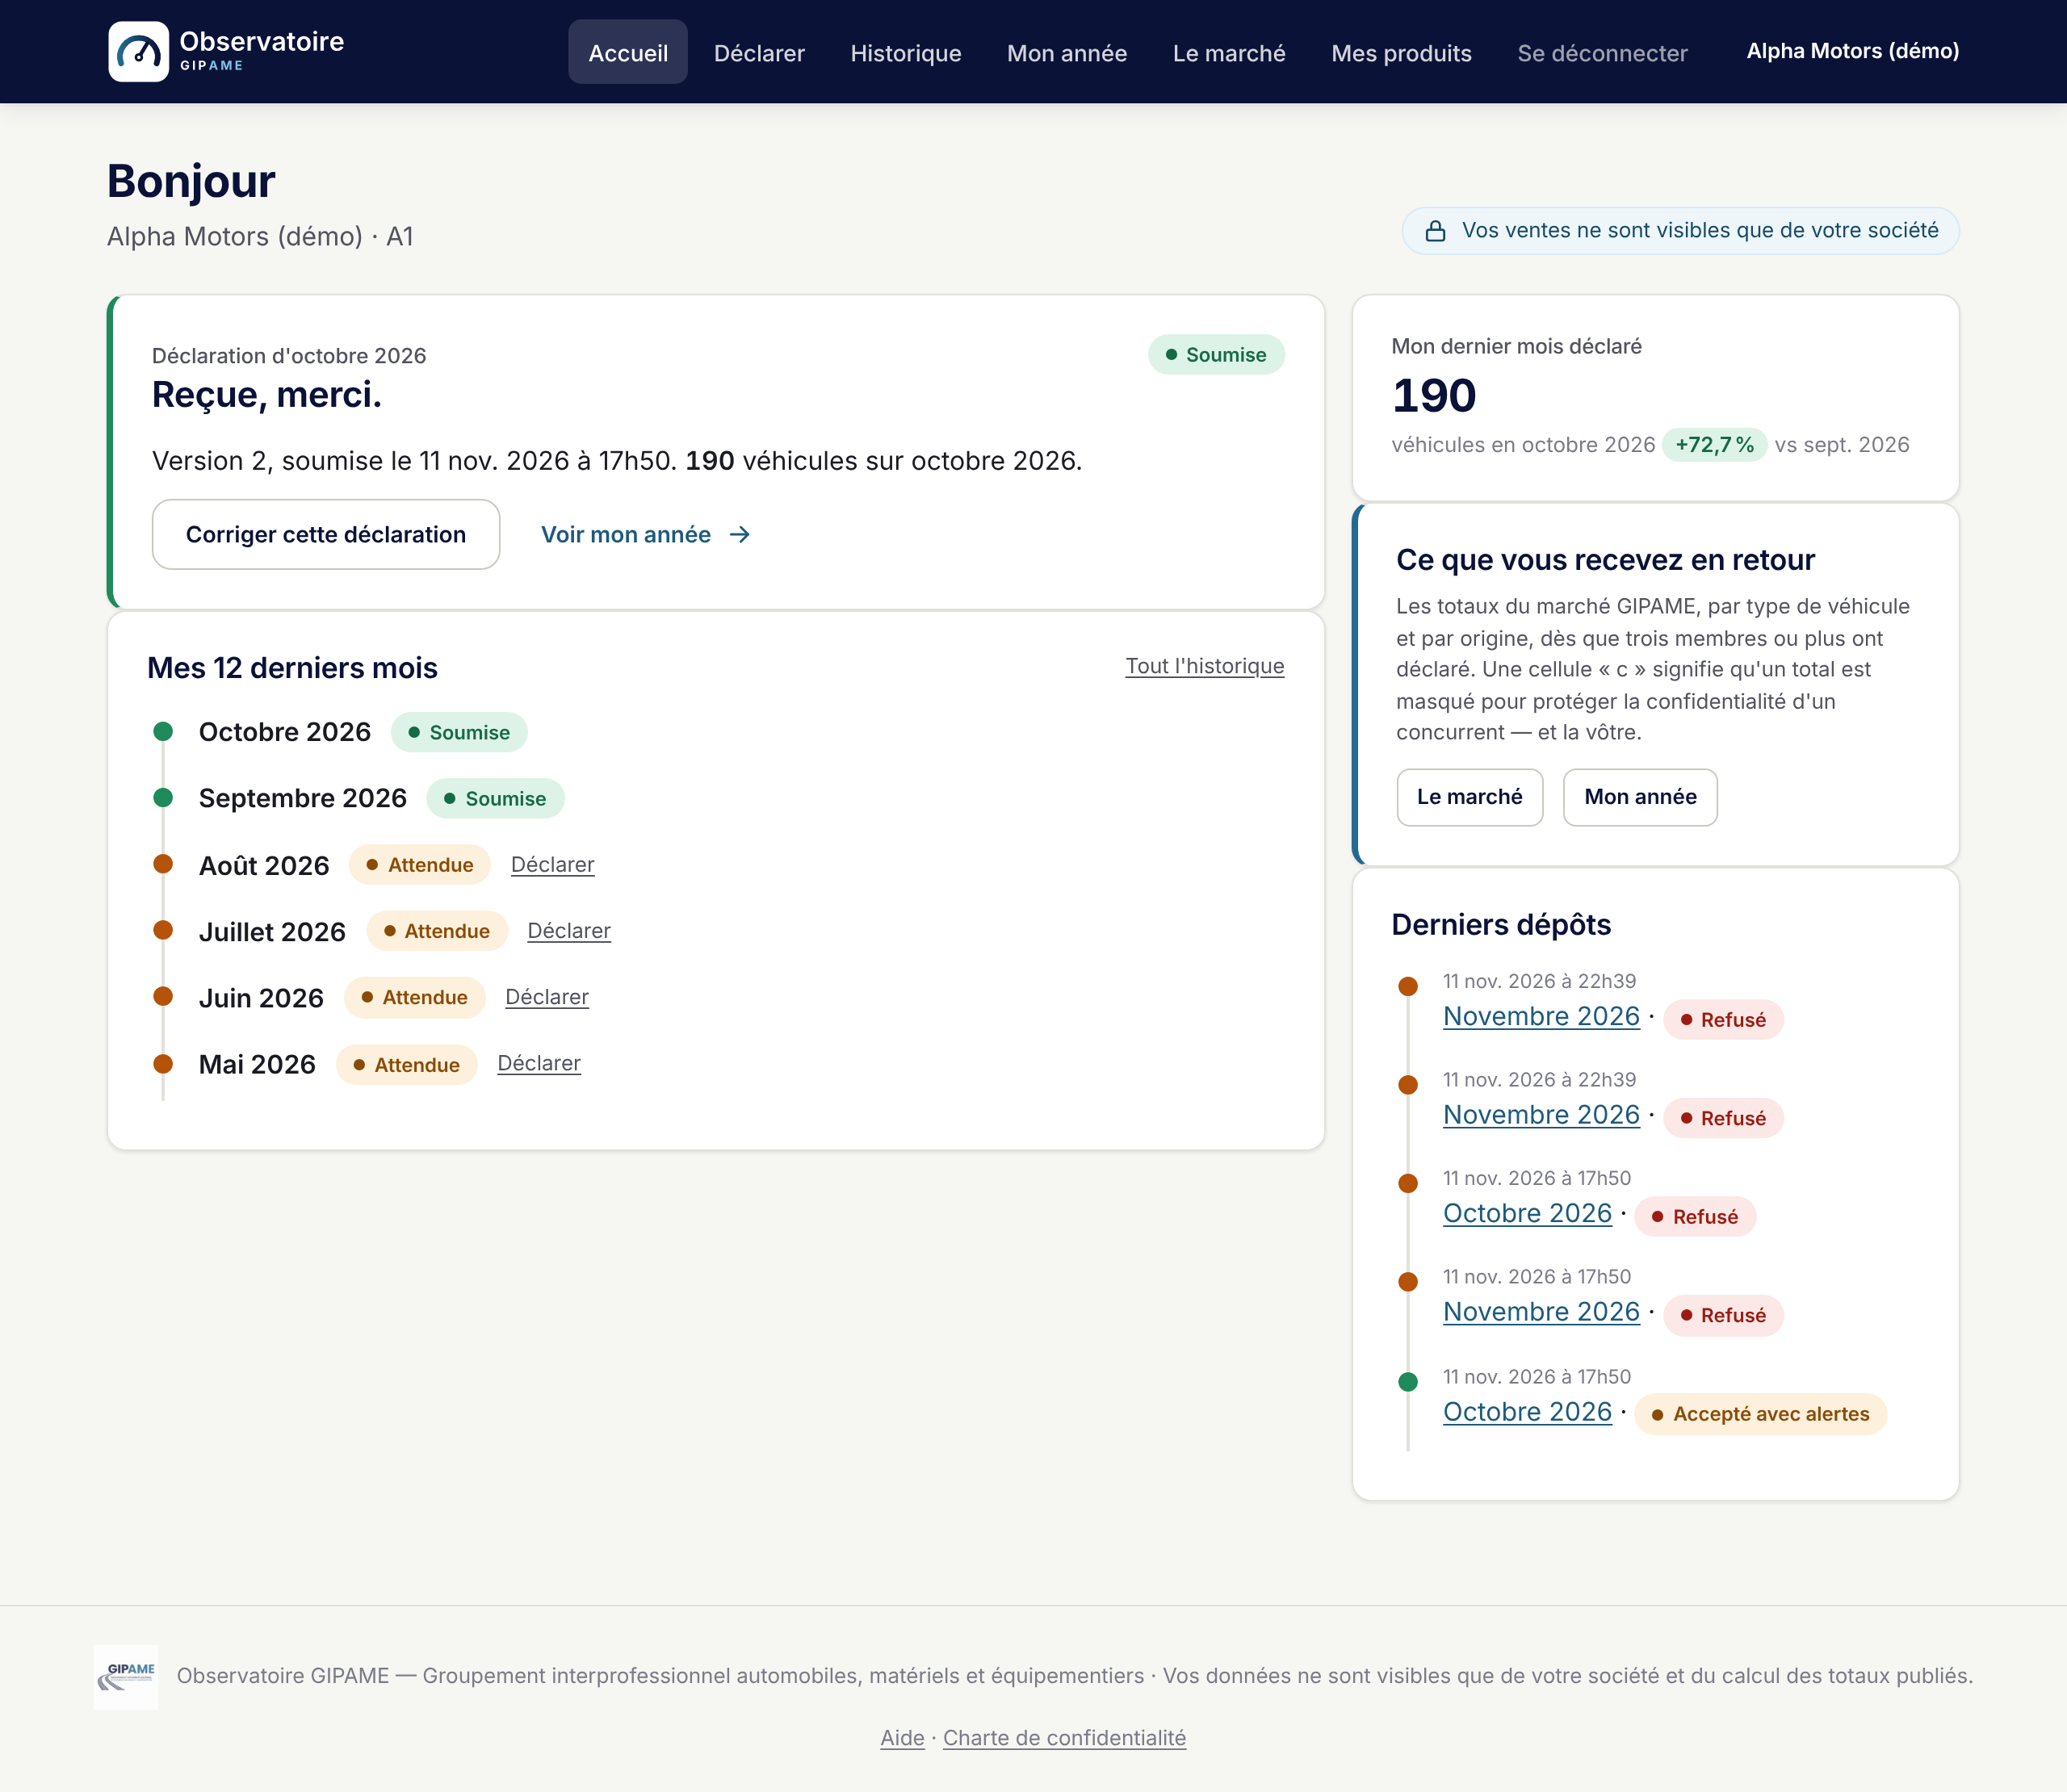 Observatoire
GIPAME
Accueil
Déclarer
Historique
Mon année
Le marché
Mes produits
Se déconnecter
Alpha Motors (démo)
Bonjour
Alpha Motors (démo) · A1
Vos ventes ne sont visibles que de votre société
Déclaration d'octobre 2026
Soumise
Reçue, merci.
Version 2, soumise le 11 nov. 2026 à 17h50. 190 véhicules sur octobre 2026.
Corriger cette déclaration
Voir mon année →
Mes 12 derniers mois
Tout l'historique
Octobre 2026 Soumise
Septembre 2026 Soumise
Août 2026 Attendue Déclarer
Juillet 2026 Attendue Déclarer
Juin 2026 Attendue Déclarer
Mai 2026 Attendue Déclarer
Mon dernier mois déclaré
190
véhicules en octobre 2026 +72,7 % vs sept. 2026
Ce que vous recevez en retour
Les totaux du marché GIPAME, par type de véhicule
et par origine, dès que trois membres ou plus ont
déclaré. Une cellule « c » signifie qu'un total est
masqué pour protéger la confidentialité d'un
concurrent — et la vôtre.
Le marché
Mon année
Derniers dépôts
11 nov. 2026 à 22h39
Novembre 2026 · Refusé
11 nov. 2026 à 22h39
Novembre 2026 · Refusé
11 nov. 2026 à 17h50
Octobre 2026 · Refusé
11 nov. 2026 à 17h50
Novembre 2026 · Refusé
11 nov. 2026 à 17h50
Octobre 2026 · Accepté avec alertes
GIPAME
Observatoire GIPAME — Groupement interprofessionnel automobiles, matériels et équipementiers · Vos données ne sont visibles que de votre société et du calcul des totaux publiés.
Aide · Charte de confidentialité